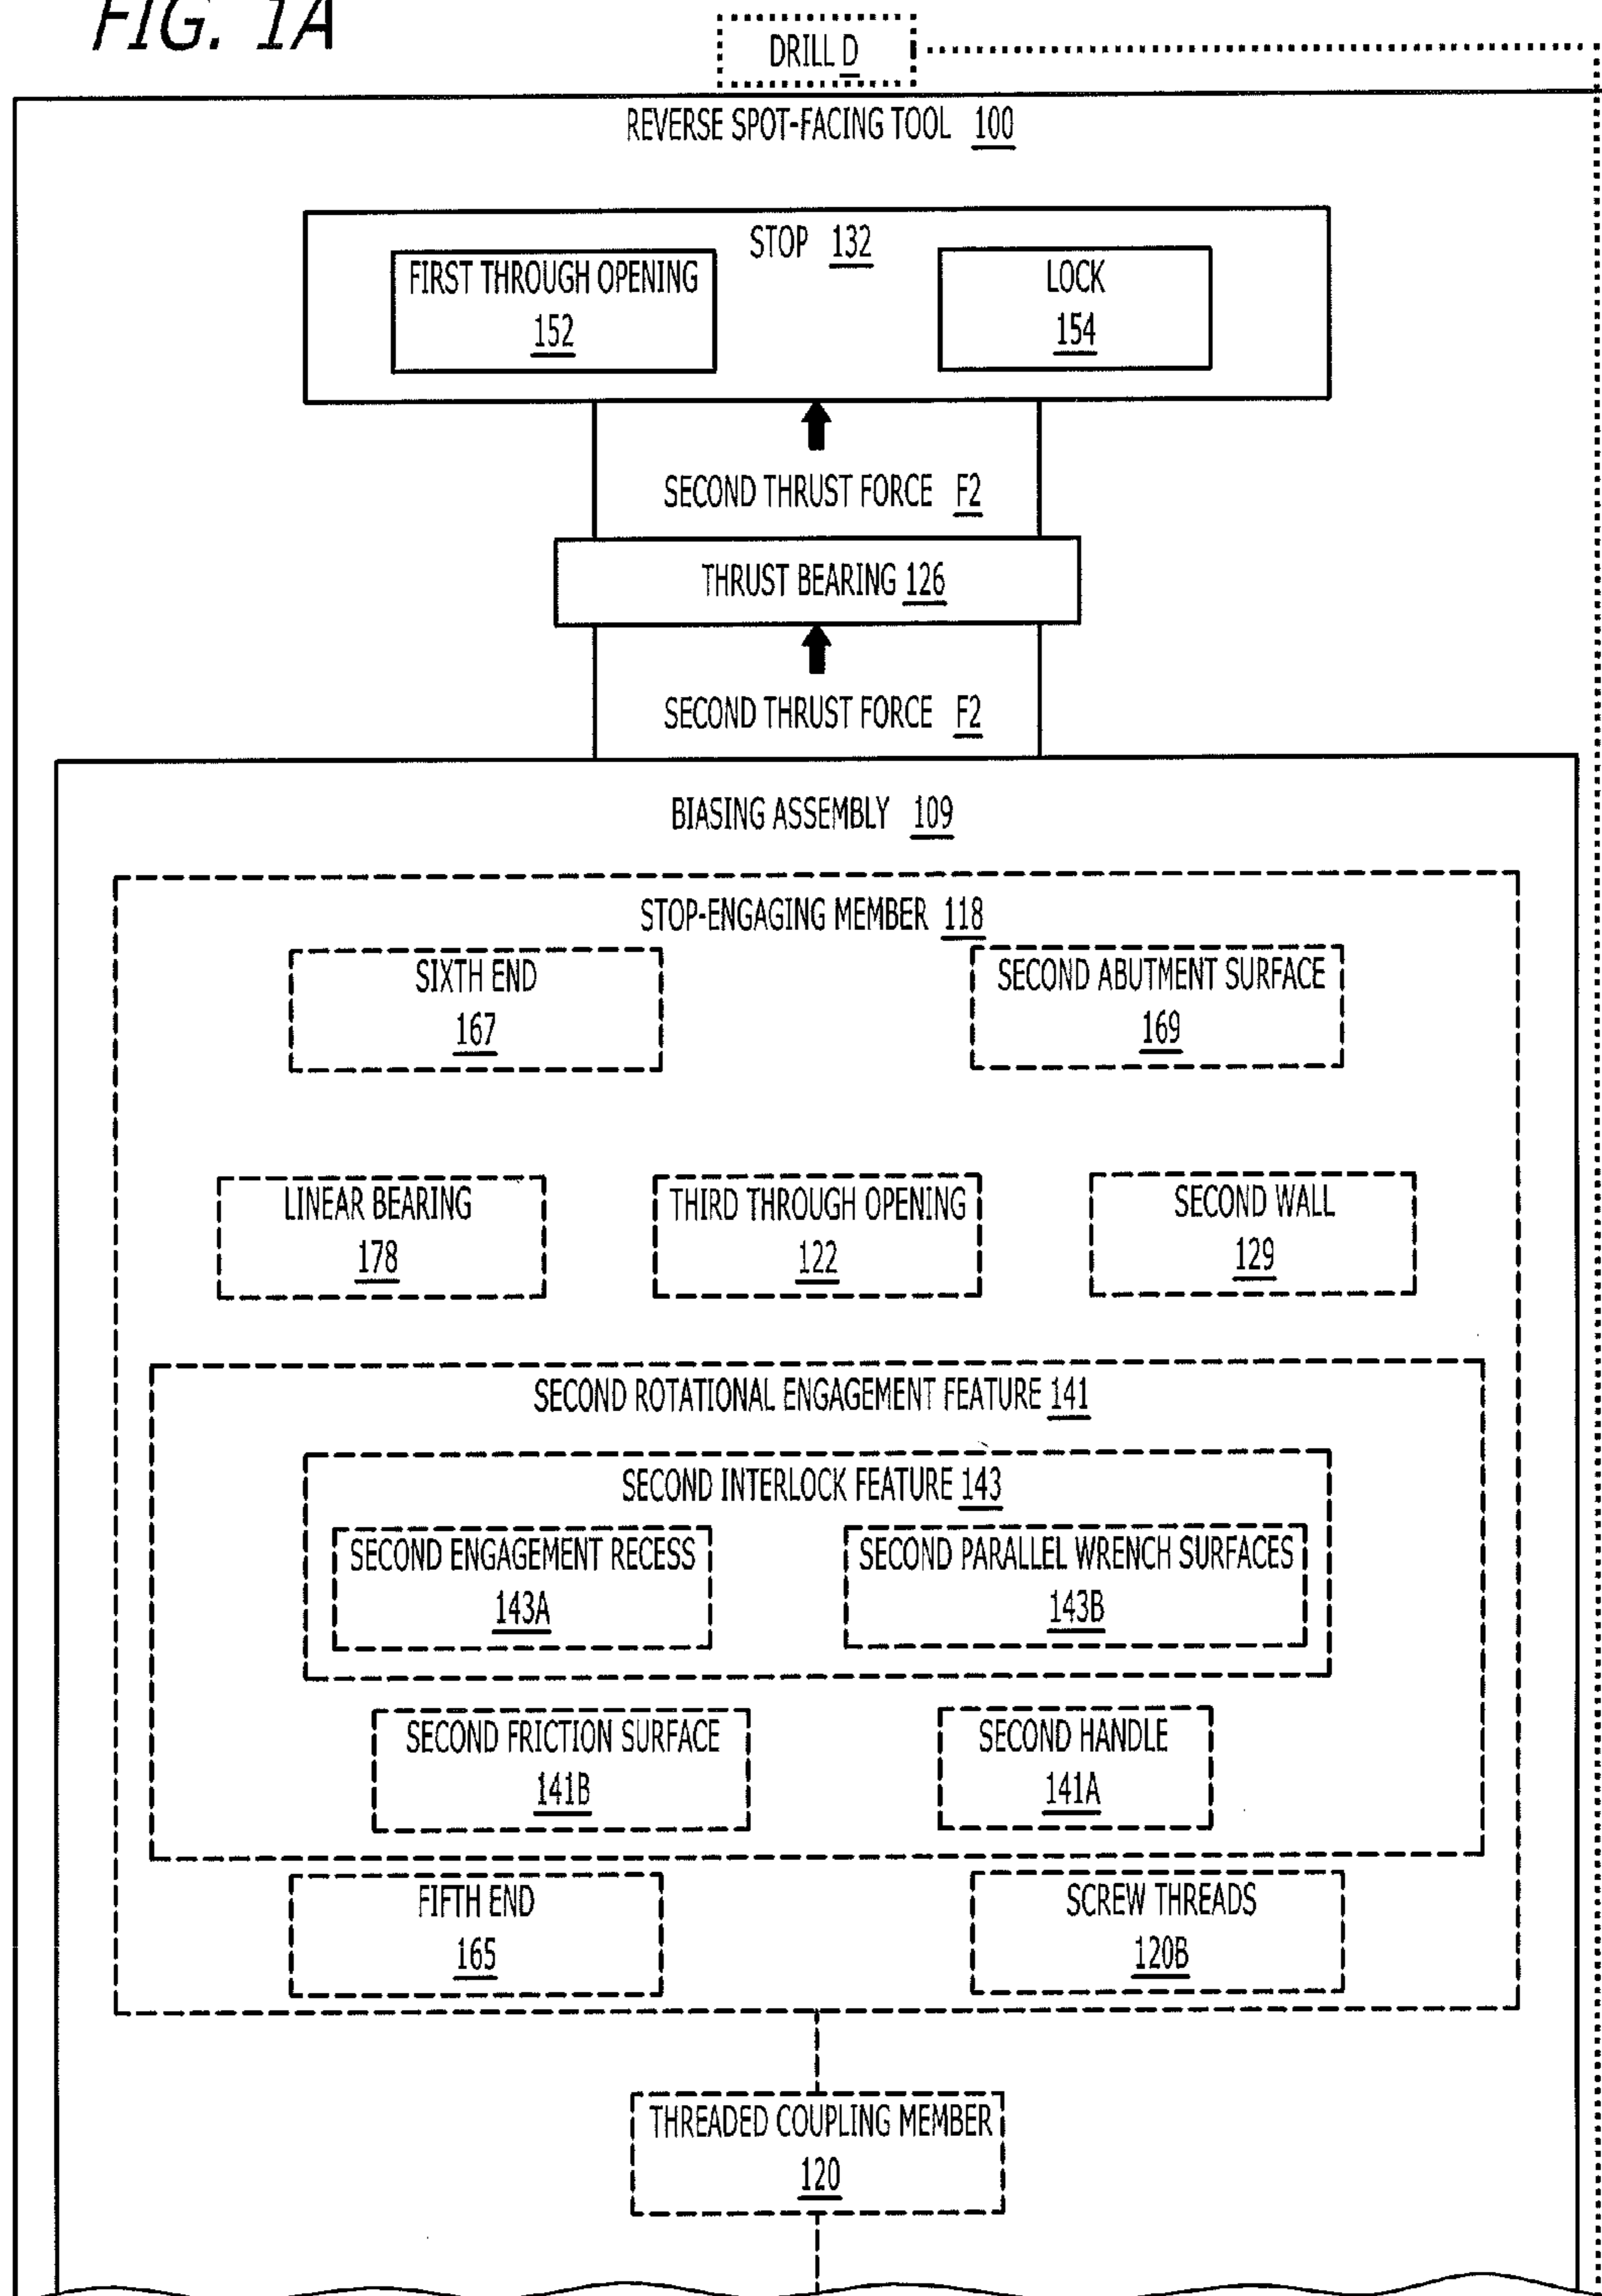 FIG. 1A
DRILL D
REVERSE SPOT-FACING TOOL 100
STOP 132
FIRST THROUGH OPENING
152
LOCK
154
SECOND THRUST FORCE F2
THRUST BEARING 126
SECOND THRUST FORCE F2
BIASING ASSEMBLY 109
STOP-ENGAGING MEMBER 118
SIXTH END
167
SECOND ABUTMENT SURFACE
169
LINEAR BEARING
178
THIRD THROUGH OPENING
122
SECOND WALL
129
SECOND ROTATIONAL ENGAGEMENT FEATURE 141
SECOND INTERLOCK FEATURE 143
SECOND ENGAGEMENT RECESS
143A
SECOND PARALLEL WRENCH SURFACES
143B
SECOND FRICTION SURFACE
141B
SECOND HANDLE
141A
FIFTH END
165
SCREW THREADS
120B
THREADED COUPLING MEMBER
120